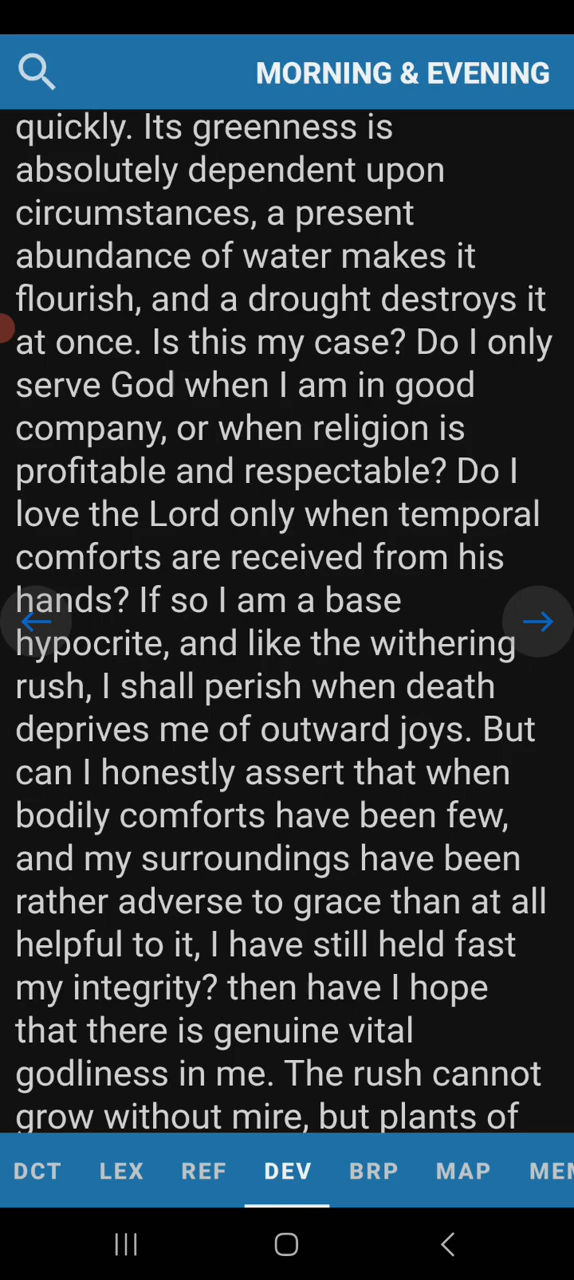 MORNING & EVENING
quickly. Its greenness is
absolutely dependent upon
circumstances, a present
abundance of water makes it
flourish, and a drought destroys it
at once. Is this my case? Do I only
serve God when I am in good
company, or when religion is
profitable and respectable? Do I
love the Lord only when temporal
comforts are received from his
hands? If so I am a base
hypocrite, and like the withering
rush, I shall perish when death
deprives me of outward joys. But
can I honestly assert that when
bodily comforts have been few,
and my surroundings have been
rather adverse to grace than at all
helpful to it, I have still held fast
my integrity? then have I hope
that there is genuine vital
godliness in me. The rush cannot
grow without mire, but plants of
DCT LEX REF DEV BRP MAP MEM